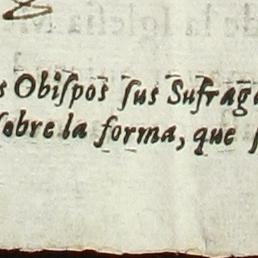 s Obiſpos ſus Sufrag
ſobre la forma, que